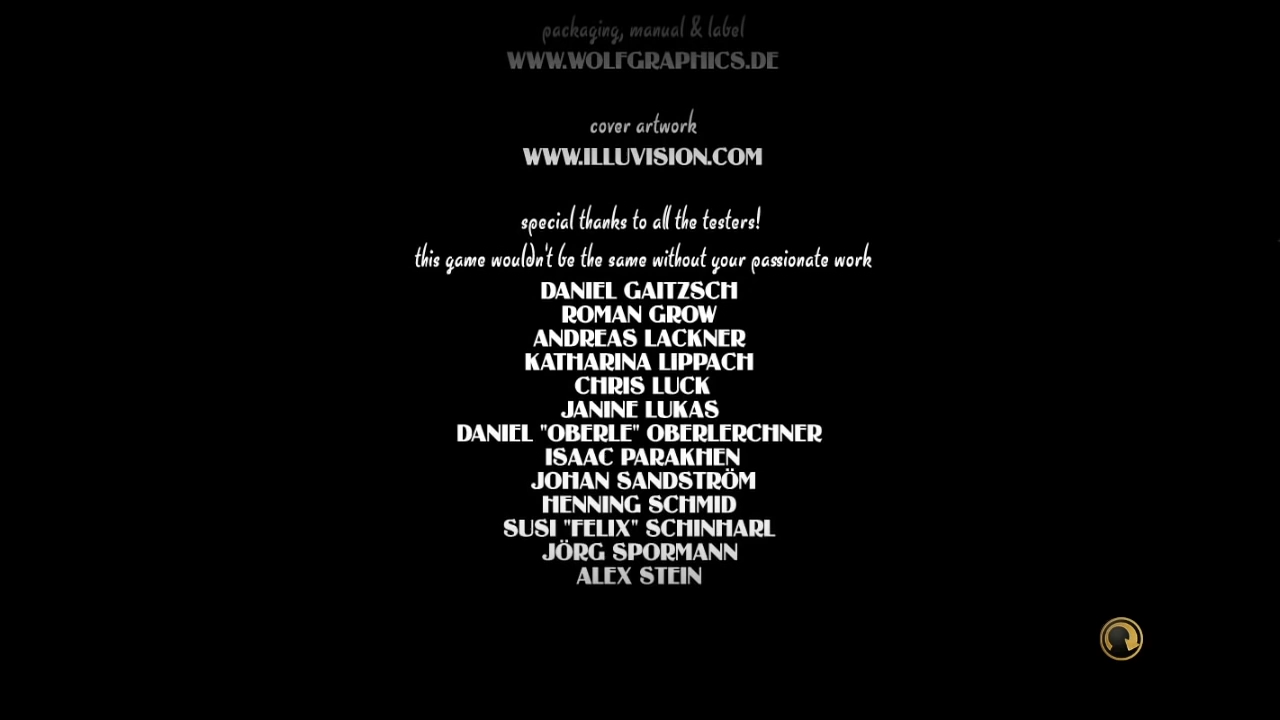 packaging, manual & label
WWW.WOLFGRAPHICS.DE
cover artwork
WWW.ILLUVISION.COM
special thanks to all the testers!
this game wouldn't be the same without your passionate work
DANIEL GAITZSCH
ROMAN GROW
ANDREAS LACKNER
KATHARINA LIPPACH
CHRIS LUCK
JANINE LUKAS
DANIEL "OBERLE" OBERLERCHNER
ISAAC PARAKHEN
JOHAN SANDSTRÖM
HENNING SCHMID
SUSI "FELIX" SCHINHARL
JÖRG SPORMANN
ALEX STEIN